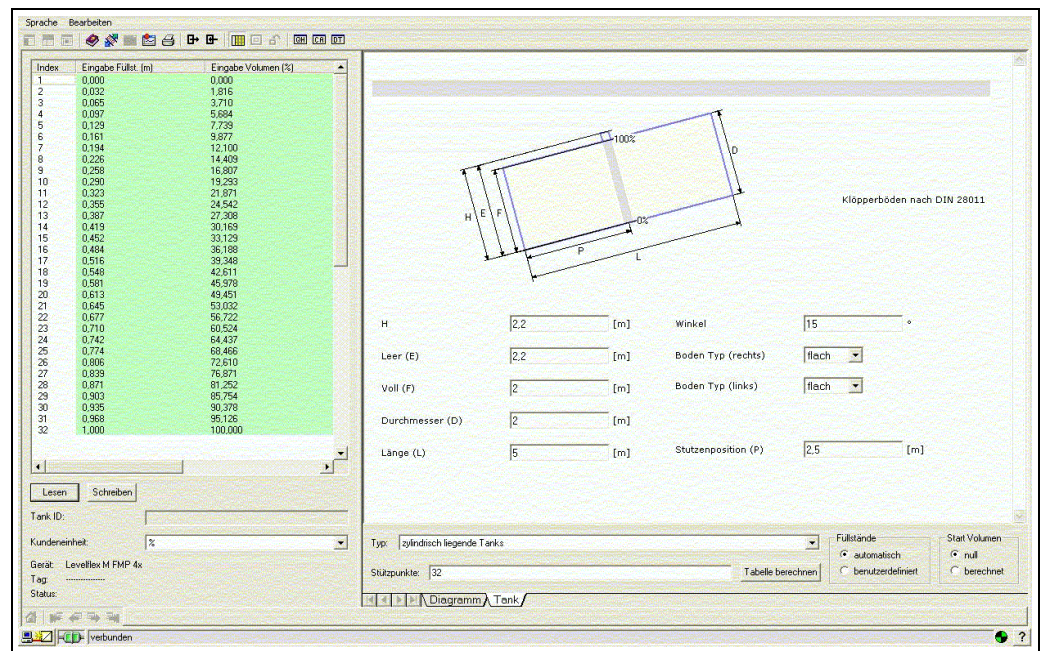 Sprache Bearbeiten
OH CA DT
Index Eingabe Füllst. (m) Eingabe Volumen (%)
1 0,000 0,000
2 0,032 1,816
3 0,065 3,710
4 0,097 5,684
5 0,129 7,739
6 0,161 9,877
7 0,194 12,100
8 0,226 14,409
9 0,258 16,807
10 0,290 19,293
11 0,323 21,871
12 0,355 24,542
13 0,387 27,308
14 0,419 30,169
15 0,452 33,129
16 0,484 36,188
17 0,516 39,348
18 0,548 42,611
19 0,581 45,978
20 0,613 49,451
21 0,645 53,032
22 0,677 56,722
23 0,710 60,524
24 0,742 64,437
25 0,774 68,466
26 0,806 72,610
27 0,839 76,871
28 0,871 81,252
29 0,903 85,754
30 0,935 90,378
31 0,968 95,126
32 1,000 100,000
Lesen Schreiben
Tank ID:
Kundeneinheit: %
Gerät: Levelflex M FMP 4x
Tag: ---------------
Status:
100%
D
H E F
0%
P
L
Klöpperböden nach DIN 28011
H 2,2 [m] Winkel 15 °
Leer (E) 2,2 [m] Boden Typ (rechts) flach
Voll (F) 2 [m] Boden Typ (links) flach
Durchmesser (D) 2 [m]
Länge (L) 5 [m] Stutzenposition (P) 2,5 [m]
Typ: zylindrisch liegende Tanks
Stützpunkte: 32 Tabelle berechnen
Füllstände
automatisch
benutzerdefiniert
Start Volumen
null
berechnet
Diagramm Tank
verbunden
?